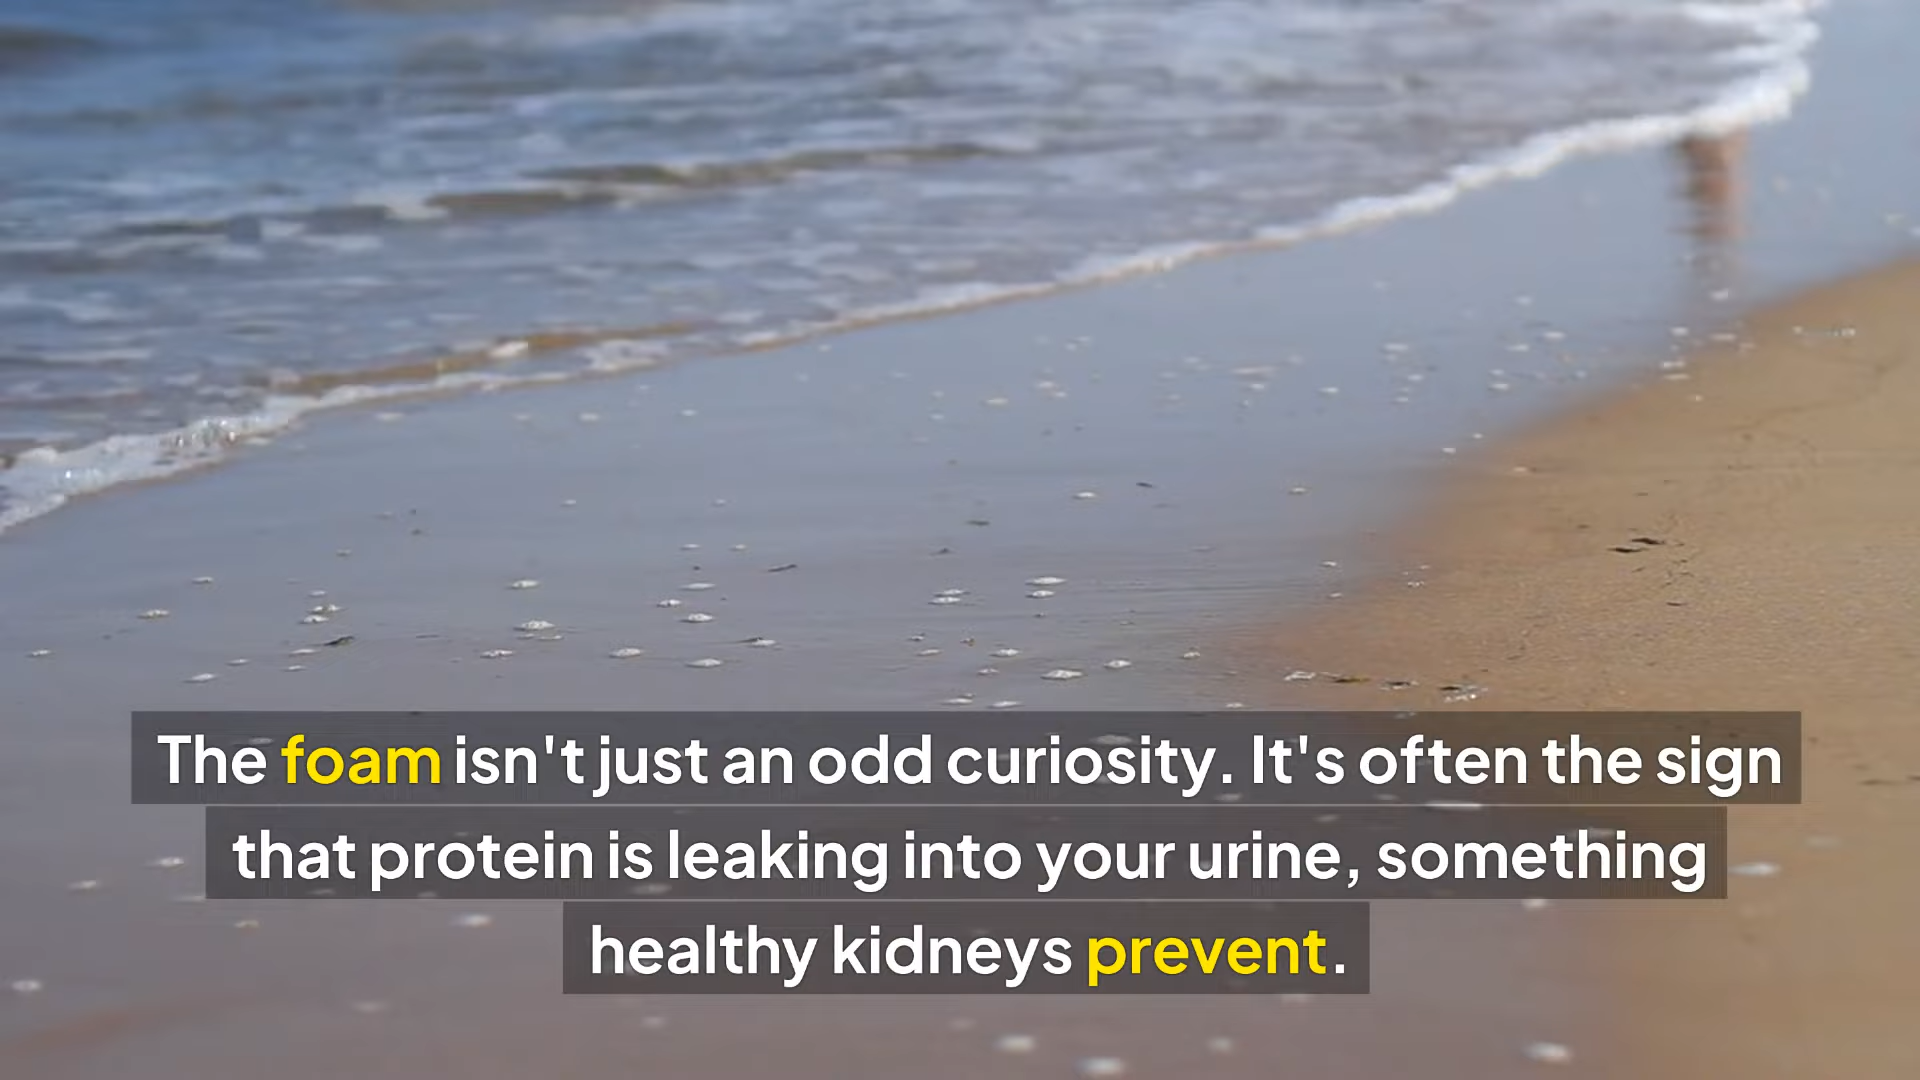 The foam isn't just an odd curiosity. It's often the sign
that protein is leaking into your urine, something
healthy kidneys prevent.